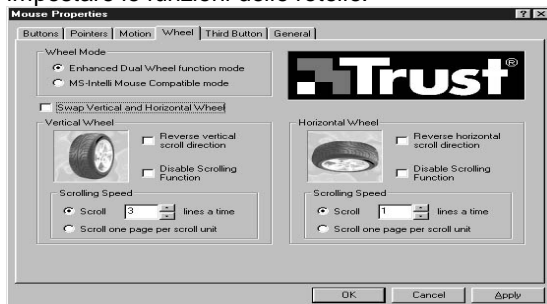 impostare le funzioni delle rotelle.
Mouse Properties
Buttons Pointers Motion Wheel Third Button General
Wheel Mode
Enhanced Dual Wheel function mode
MS-Intelli Mouse Compatible mode
Trust®
Swap Vertical and Horizontal Wheel
Vertical Wheel
Reverse vertical
scroll direction
Disable Scrolling
Function
Scrolling Speed
Scroll 3 lines a time
Scroll one page per scroll unit
Horizontal Wheel
Reverse horizontal
scroll direction
Disable Scrolling
Function
Scrolling Speed
Scroll 1 lines a time
Scroll one page per scroll unit
OK Cancel Apply